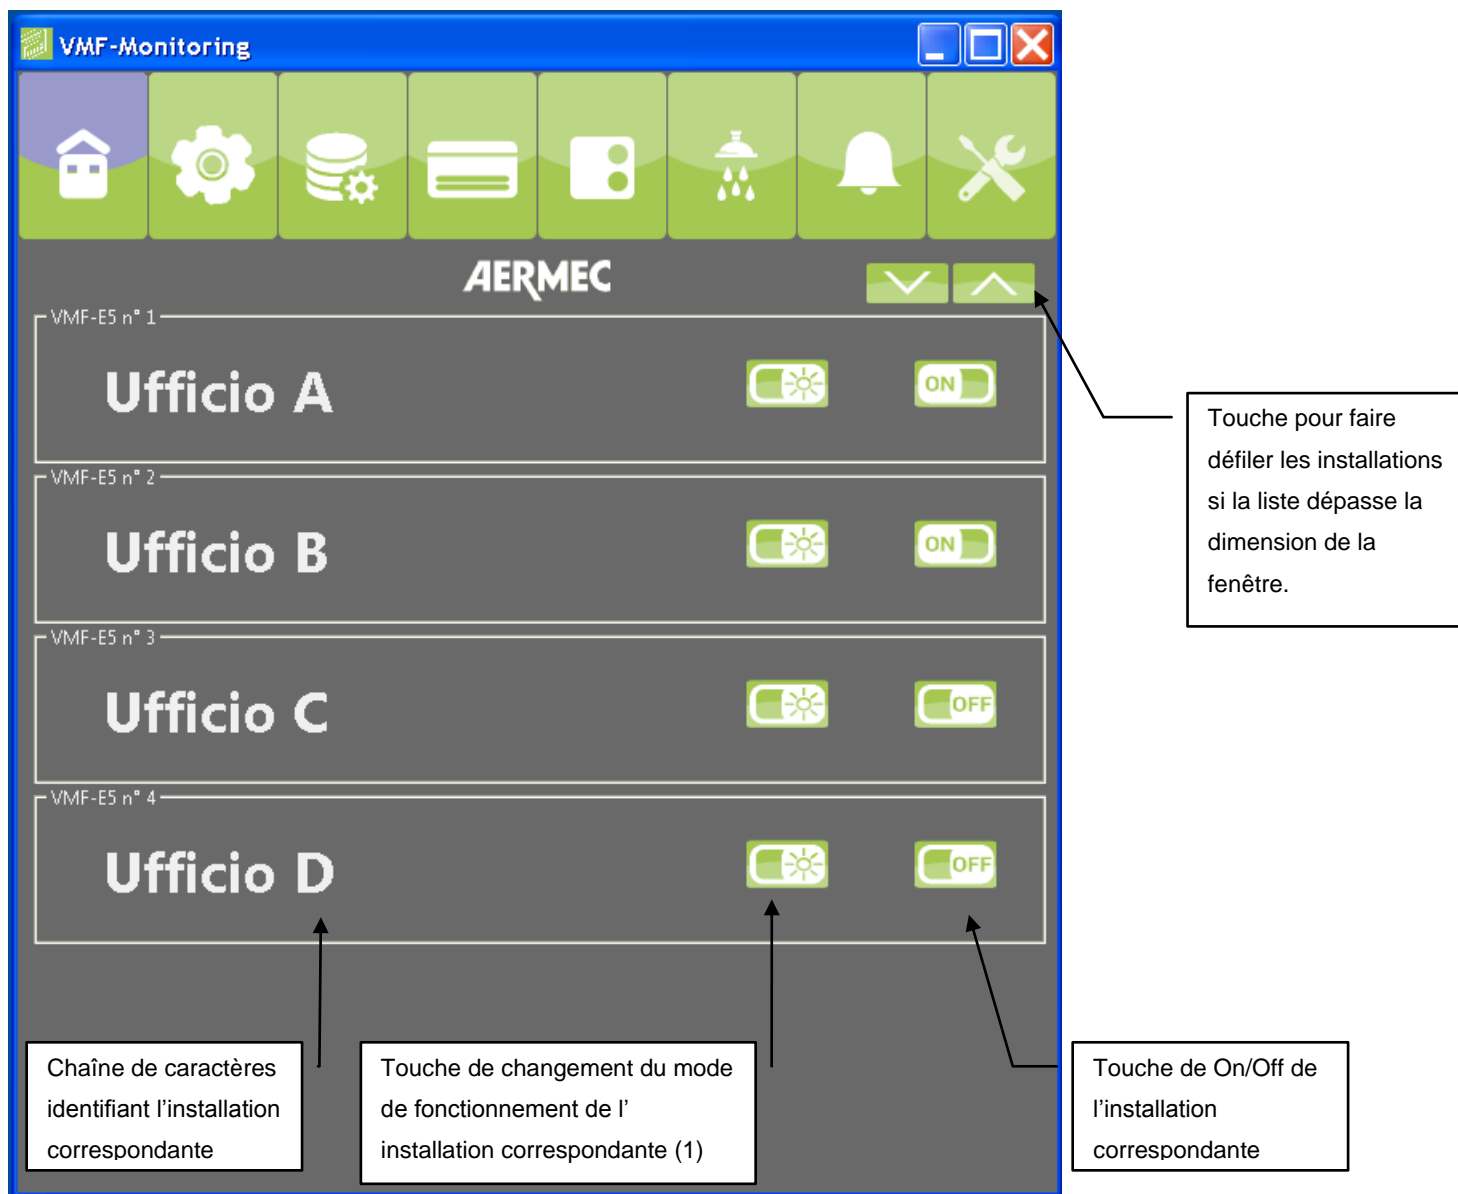 VMF-Monitoring
AERMEC
VMF-E5 n° 1
Ufficio A
ON
VMF-E5 n° 2
Ufficio B
ON
VMF-E5 n° 3
Ufficio C
OFF
VMF-E5 n° 4
Ufficio D
OFF
Touche pour faire
défiler les installations
si la liste dépasse la
dimension de la
fenêtre.
Chaîne de caractères
identifiant l’installation
correspondante
Touche de changement du mode
de fonctionnement de l’
installation correspondante (1)
Touche de On/Off de
l’installation
correspondante